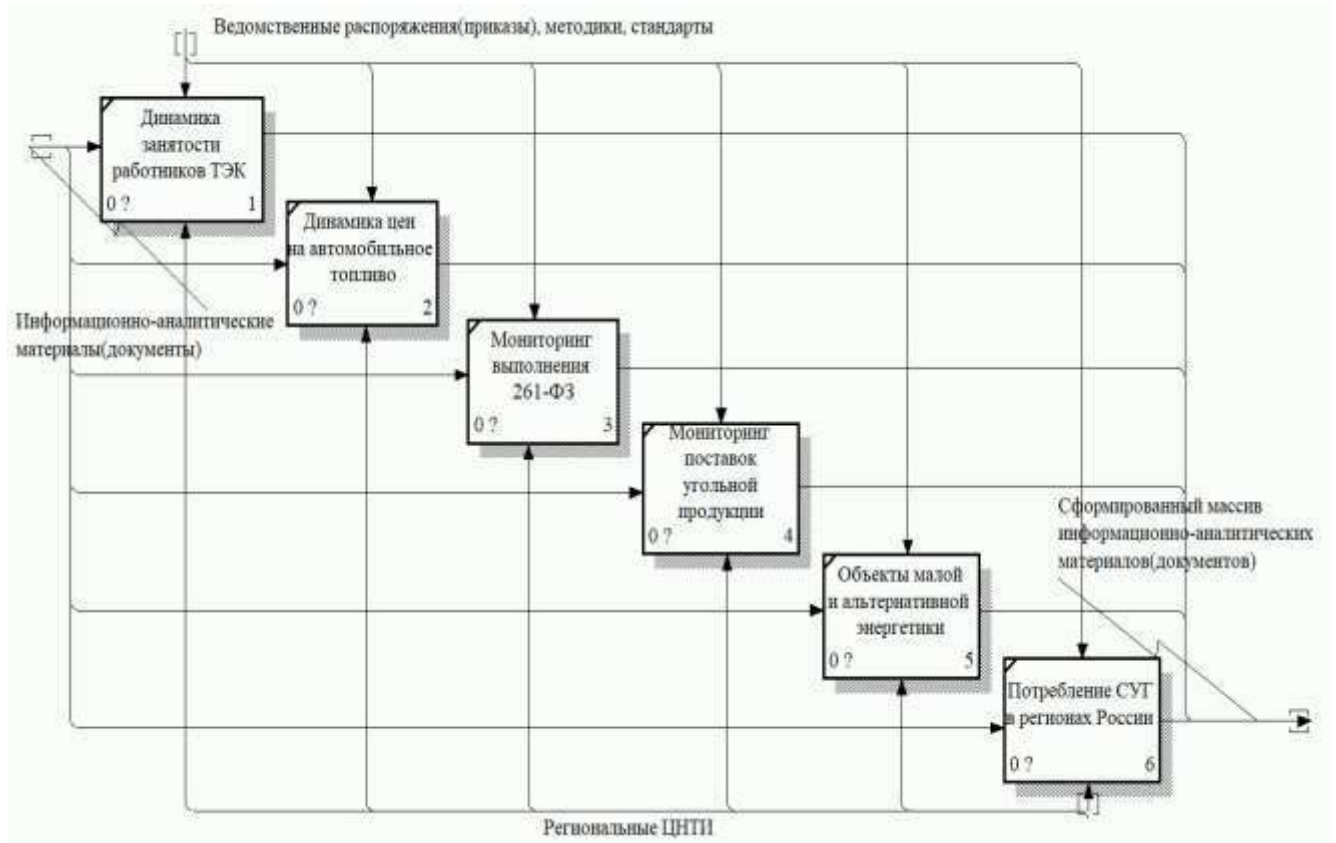 Ведомственные распоряжения(приказы), методики, стандарты
Динамика
занятости
работников ТЭК
0 ?
1
Динамика цен
на автомобильное
топливо
0 ?
2
Информационно-аналитические
материалы(документы)
Мониторинг
выполнения
261-ФЗ
0 ?
3
Мониторинг
поставок
угольной
продукции
0 ?
4
Сформированный массив
информационно-аналитических
материалов(документов)
Объекты малой
и альтернативной
энергетики
0 ?
5
Потребление СУГ
в регионах России
0 ?
6
Региональные ЦНТИ